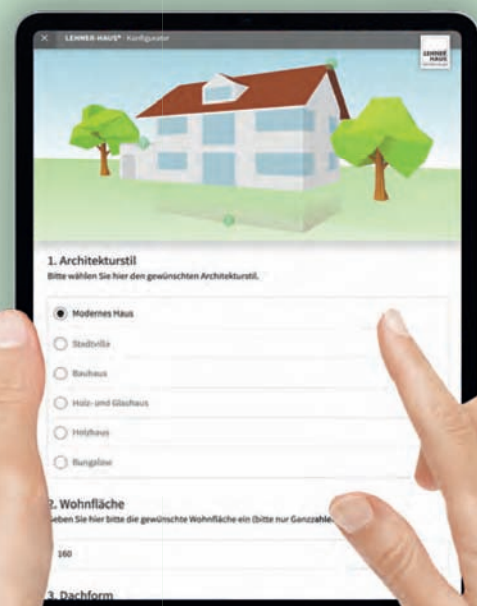 LEHNER-HAUS® Konfigurator
LEHNER
HAUS
1. Architekturstil
Bitte wählen Sie hier den gewünschten Architekturstil.
Modernes Haus
Stadtvilla
Bauhaus
Holz- und Glashaus
Holzhaus
Bungalow
2. Wohnfläche
Geben Sie hier bitte die gewünschte Wohnfläche ein (bitte nur Ganzzahle
160
3. Dachform